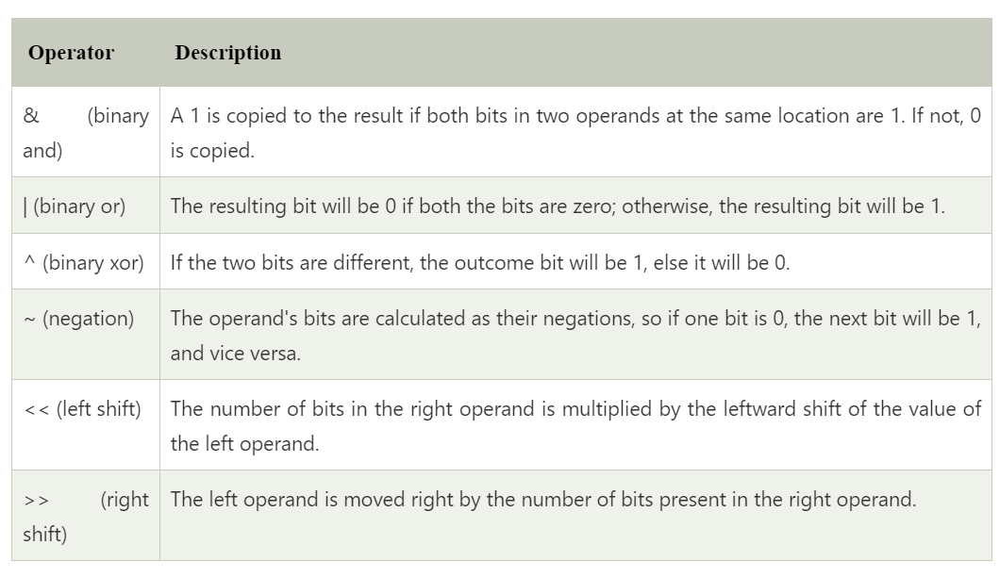 Operator Description
& (binary A 1 is copied to the result if both bits in two operands at the same location are 1. If not, 0
and) is copied.
| (binary or) The resulting bit will be 0 if both the bits are zero; otherwise, the resulting bit will be 1.
^ (binary xor) If the two bits are different, the outcome bit will be 1, else it will be 0.
~ (negation) The operand's bits are calculated as their negations, so if one bit is 0, the next bit will be 1,
and vice versa.
<< (left shift) The number of bits in the right operand is multiplied by the leftward shift of the value of
the left operand.
>> (right The left operand is moved right by the number of bits present in the right operand.
shift)